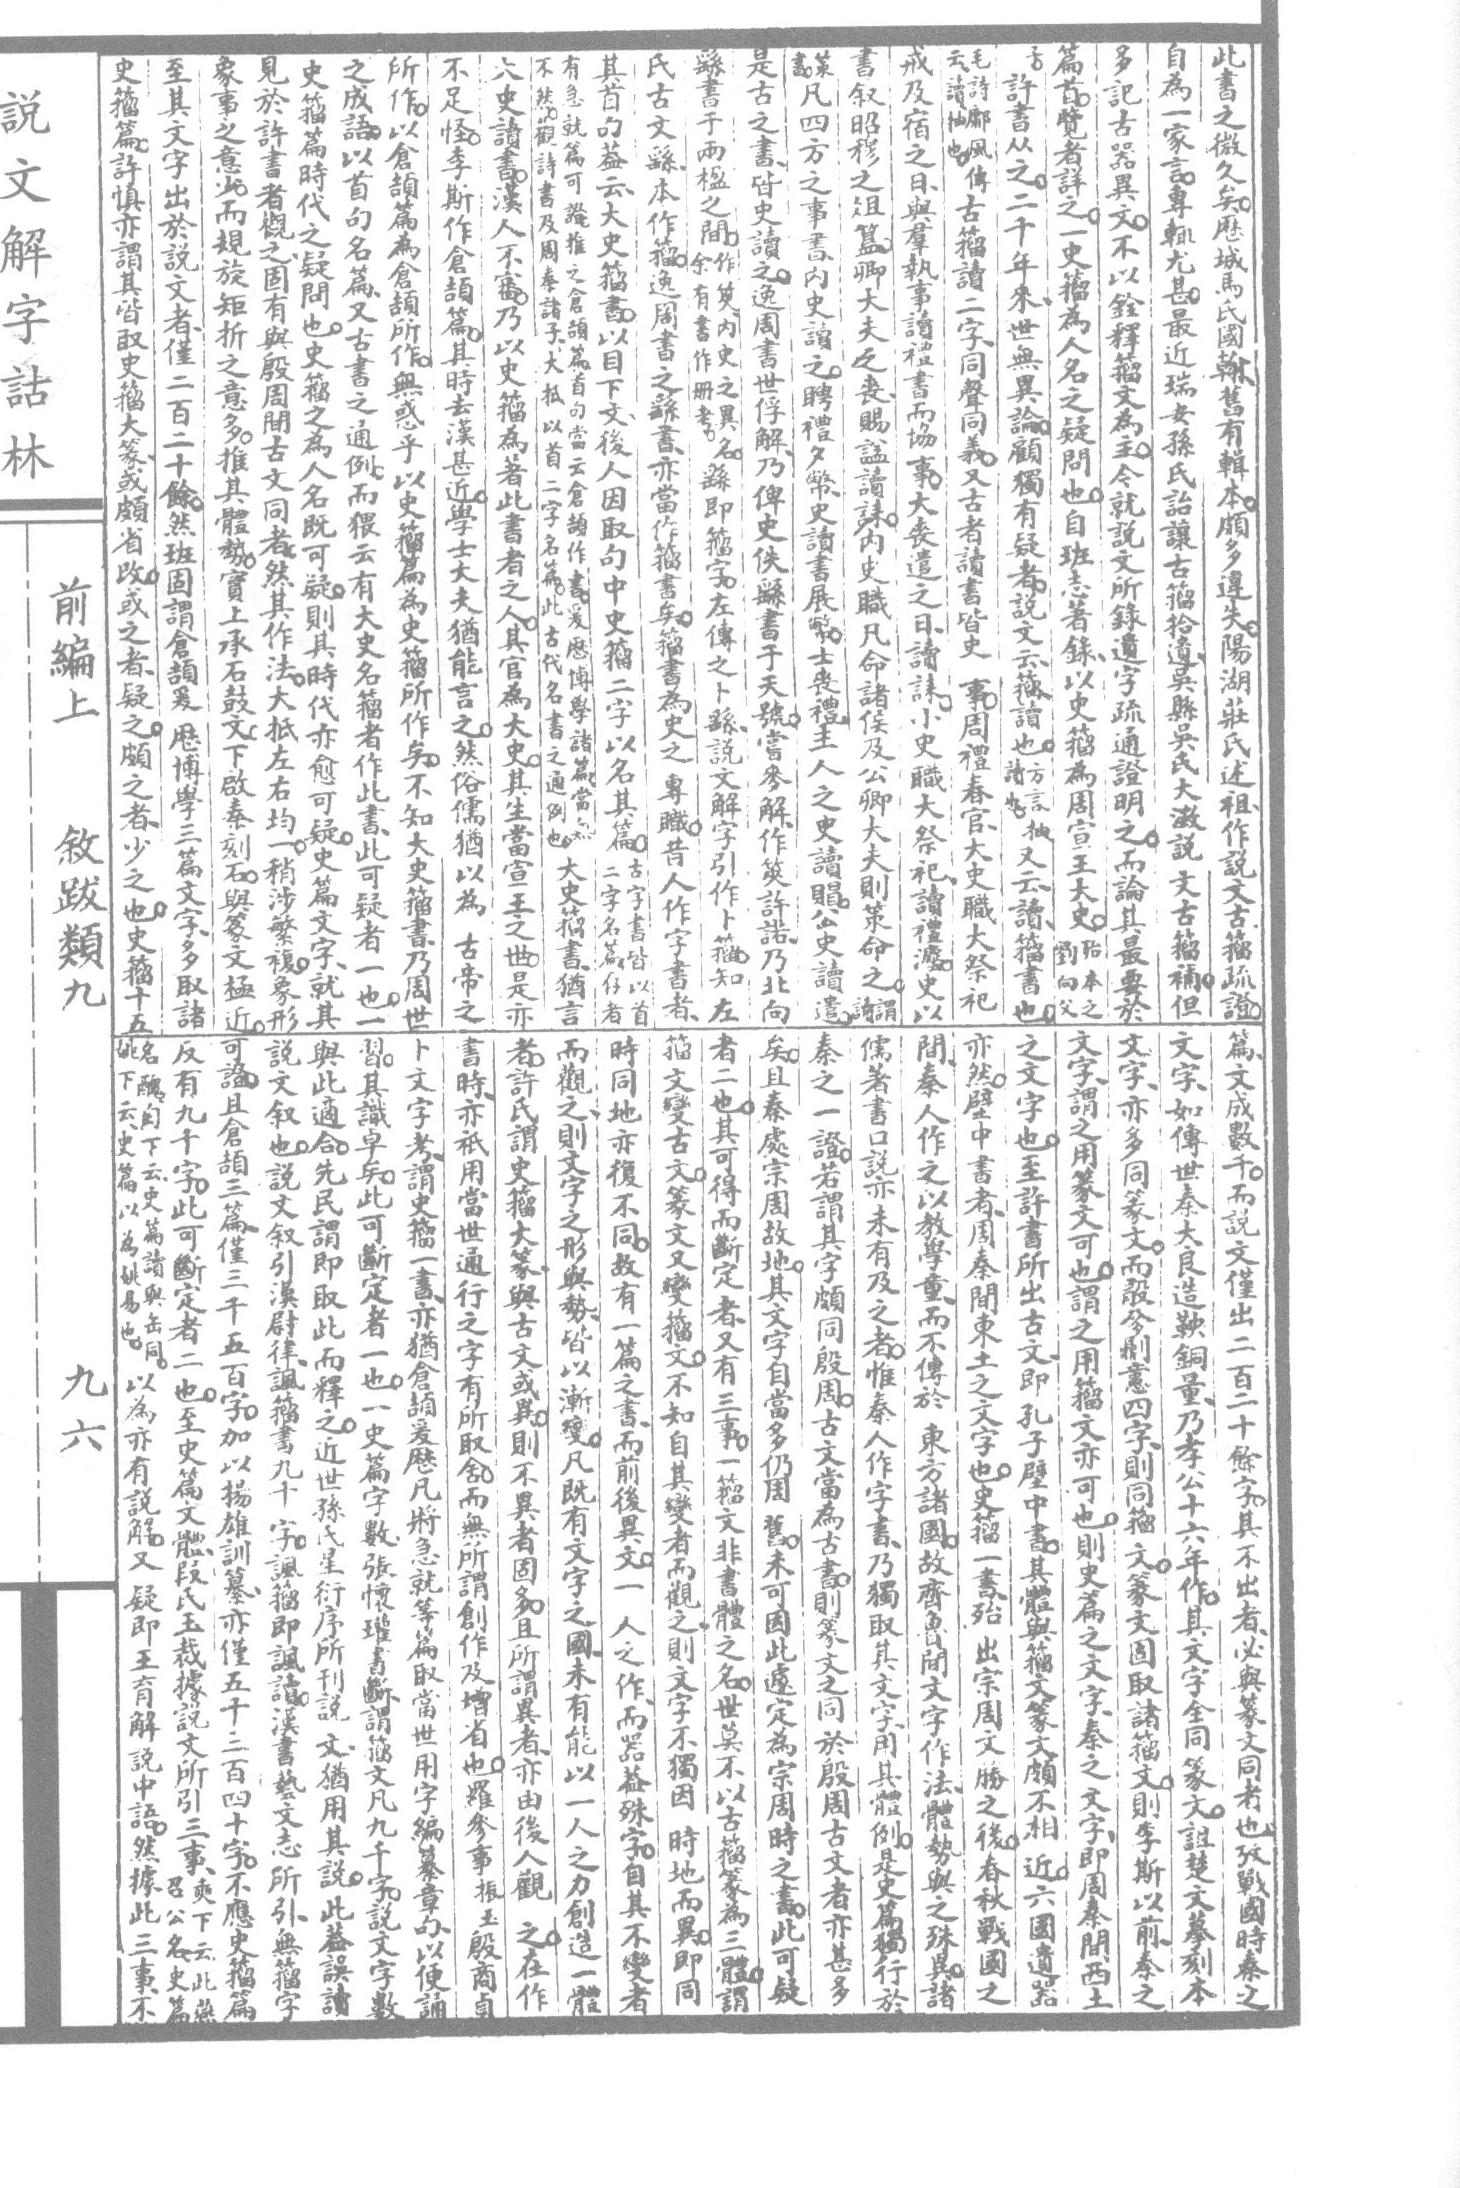 此書之微久矣。歷城馬氏國翰舊有輯本。頗多違失。陽湖莊氏述祖作說文古籀疏證。
自為一家言。專輒尤甚。最近瑞安孫氏詒讓古籀拾遺、吳縣吳氏大澂說文古籀補。但
多記古器異文。不以銓釋籀文為主。今就說文所錄遺字疏通證明之。而論其最要於
篇首。覽者詳之。一史籀為人名之疑問也。自班志著錄、以史籀為周宣王大史。殆本之劉向父
子 許書从之。二千年來、世無異論。顧獨有疑者、說文云、籀讀也。方言抽讀也 又云、讀籀書也。
毛詩鄘風傳云讀抽也。 古籀讀二字、同聲同義。又古者讀書皆史事。周禮春官、大史職大祭祀
戒及宿之日、與羣執事讀禮書而協事。大喪遣之日、讀誄。小史職大祭祀、讀禮灋、史以
書叙昭穆之俎簋。卿大夫之喪、賜諡讀誄。內史職凡命諸侯及公卿大夫則策命之。謂讀
策書 凡四方之事書、內史讀之。聘禮夕幣、史讀書展幣。士喪禮主人之史讀賵。公史讀遣。
是古之書、皆史讀之。逸周書世俘解、乃俾史佚繇書于天號。嘗麥解、作筴許諾、乃北向
繇書于兩楹之間。作筴、內史之異名。余有書作冊考。 繇即籀字。左傳之卜繇、說文解字引作卜籀。知左
氏古文繇、本作籀。逸周書之繇書、亦當作籀書矣。籀書為史之專職。昔人作字書者、
其首句蓋云、大史籀書。以目下文、後人因取句中史籀二字以名其篇。古字書皆以首二字名篇、存者
有急就篇可證。推之倉頡篇首句當云倉頡作書。爰歷博學諸篇當無不然。觀詩書及周秦諸子、大抵以首二字名篇。此古代名書之通例也。 大史籀書、猶言
大史讀書。漢人不審、乃以史籀為著此書者之人、其官為大史、其生當宣王之世。是亦
不足怪。李斯作倉頡篇。其時去漢甚近。學士大夫猶能言之。然俗儒猶以為古帝之
所作。以倉頡篇為倉頡所作。無惑乎以史籀篇為史籀所作矣。不知大史籀書、乃周世
之成語。以首句名篇、又古書之通例。而猥云有大史名籀者作此書。此可疑者一也。一
史籀篇時代之疑問也。史籀之為人名既可疑。則其時代亦愈可疑。史篇文字、就其
見於許書者觀之。固有與殷周間古文同者。然其作法、大抵左右均一、稍涉繁複。象形
象事之意少。而規旋矩折之意多。推其體勢、實上承石鼓文、下啟秦刻石。與篆文極近。
至其文字出於說文者、僅二百二十餘。然班固謂倉頡爰歷博學三篇文字、多取諸
史籀篇。許慎亦謂其皆取史籀大篆、或頗省改。或之者、疑之。頗之者、少之也。史籀十五
篇、文成數千。而說文僅出二百二十餘字。其不出者、必與篆文同者也。攷戰國時秦之
文字、如傳世秦大良造鞅銅量、乃孝公十六年作。其文字全同篆文。詛楚文摹刻本
文字、亦多同篆文。而 四字、則同籀文。篆文固取諸籀文。則李斯以前、秦之
文字、謂之用篆文可也。謂之用籀文亦可也。則史篇之文字、秦之文字、即周秦間西土
之文字也。至許書所出古文、即孔子壁中書。其體與籀文篆文頗不相近。六國遺器
亦然。壁中書者、周秦間東土之文字也。史籀一書、殆出宗周文勝之後。春秋戰國之
間、秦人作之以教學童。而不傳於東方諸國。故齊魯間文字作法體勢與之殊異。諸
儒著書口說、亦未有及之者。惟秦人作字書、乃獨取其文字、用其體例。是史篇獨行於
秦之一證。若謂其字頗同殷周古文、當為古書。則篆文之同於殷周古文者亦甚多
矣。且秦處宗周故地。其文字自當多仍周舊。未可因此遽定為宗周時之書。此可疑
者二也。其可得而斷定者、又有三事。一籀文非書體之名。世莫不以古籀篆為三體。謂
籀文變古文。篆文又變籀文。不知自其變者而觀之、則文字不獨因時地而異。即同
時同地亦復不同。故有一篇之書、而前後異文。一人之作、而器蓋殊字。自其不變者
而觀之、則文字之形與勢、皆以漸變。凡既有文字之國、未有能以一人之力創造一體
者。許氏謂史籀大篆、與古文或異。則不異者固多。且所謂異者、亦由後人觀之。在作
書時、亦祇用當世通行之字、有所取舍。而無所謂創作及增省也。羅參事振玉殷商貞
卜文字考、謂史籀一書、亦猶倉頡爰歷凡將急就等篇、取當世用字編纂章句、以便誦
習。其識卓矣。此可斷定者一也。一史篇字數、張懷瓘書斷謂籀文凡九千字。說文字數
與此適合。先民謂即取此而釋之。近世孫氏星衍序所刊說文、猶用其說。此蓋誤讀
說文叙也。說文叙引漢尉律、諷籀書九千字。諷籀即諷讀。漢書藝文志所引、無籀字
可證。且倉頡三篇、僅三千五百字。加以揚雄訓纂、亦僅五千三百四十字。不應史籀篇
反有九千字。此可斷定者二也。至史篇文體、段氏玉裁據說文所引三事、奭下云、此燕召公名、史篇
名醜。匋下云、史篇讀與缶同。姚下云、史篇以為姚易也。 以為亦有說解。又疑即王育解說中語。然據此三事、不
說文解字詁林
前編上 敘跋類九
九六